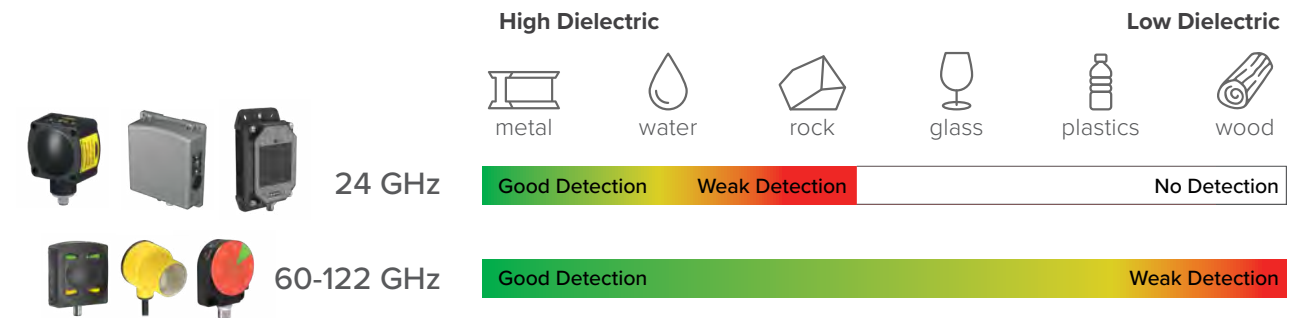 High Dielectric Low Dielectric
metal water rock glass plastics wood
24 GHz Good Detection Weak Detection No Detection
60-122 GHz Good Detection Weak Detection